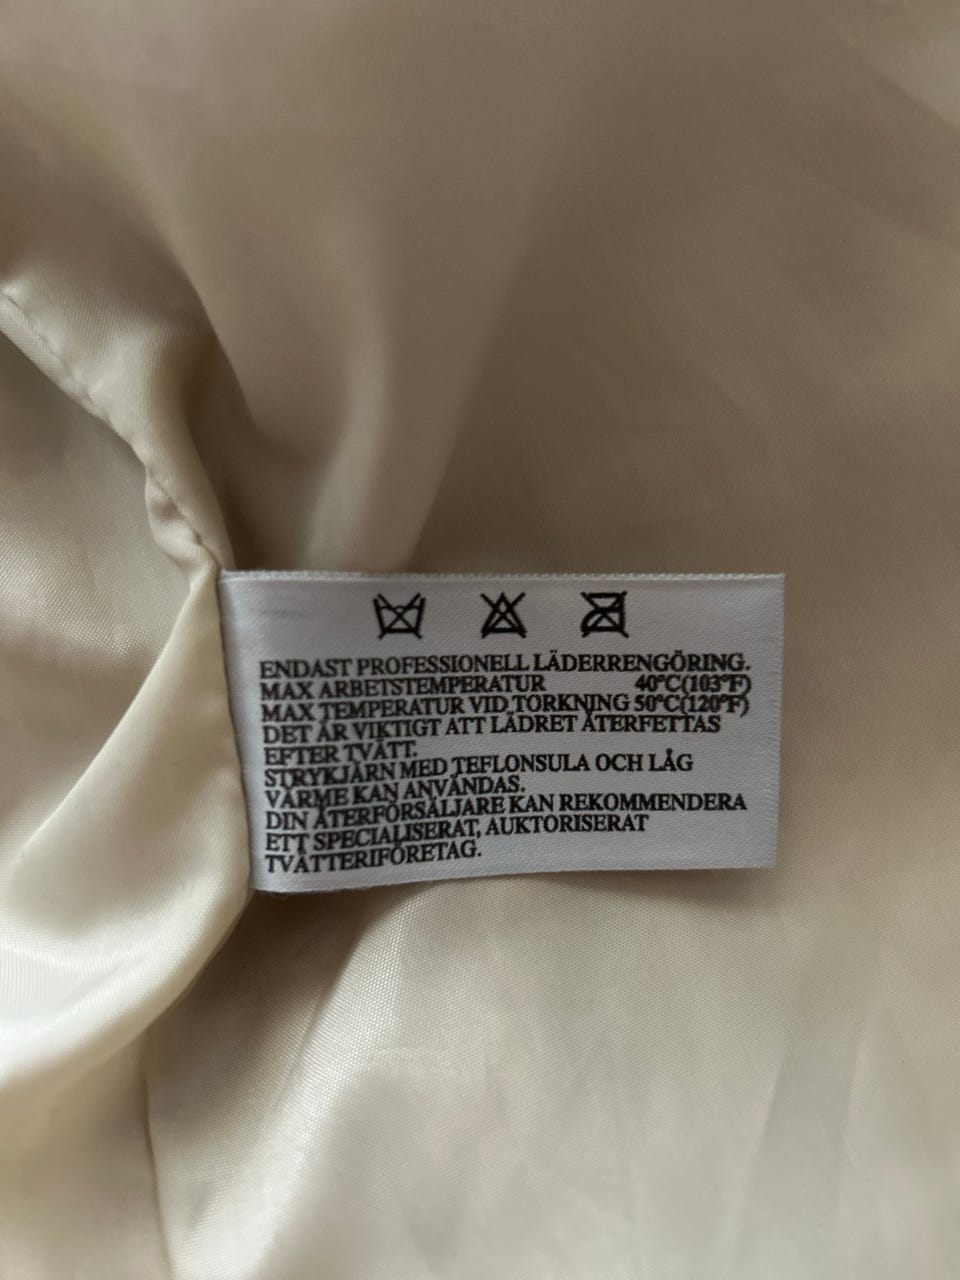 ENDAST PROFESSIONELL LÄDERRENGÖRING.
MAX ARBETSTEMPERATUR 40°C(103°F)
MAX TEMPERATUR VID TORKNING 50°C(120°F)
DET ÄR VIKTIGT ATT LÄDRET ÅTERFETTAS
EFTER TVÄTT.
STRYKJÄRN MED TEFLONSULA OCH LÅG
VÄRME KAN ANVÄNDAS.
DIN ÅTERFÖRSÄLJARE KAN REKOMMENDERA
ETT SPECIALISERAT, AUKTORISERAT
TVÄTTERIFÖRETAG.